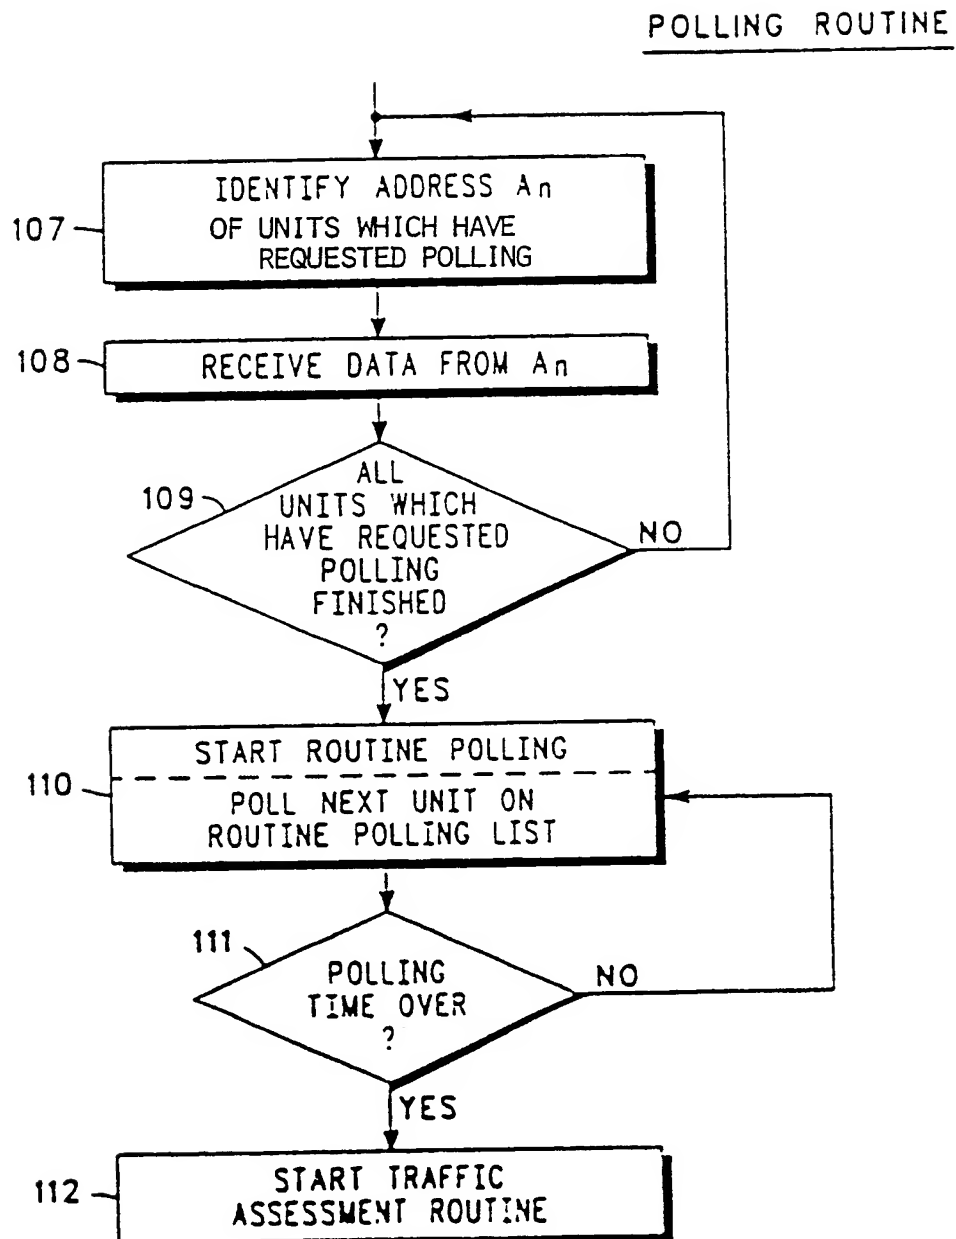 POLLING ROUTINE
IDENTIFY ADDRESS An
OF UNITS WHICH HAVE
REQUESTED POLLING
107
108
RECEIVE DATA FROM An
109
ALL
UNITS WHICH
HAVE REQUESTED
POLLING
FINISHED
?
NO
YES
START ROUTINE POLLING
110
POLL NEXT UNIT ON
ROUTINE POLLING LIST
111
POLLING
TIME OVER
?
NO
YES
112
START TRAFFIC
ASSESSMENT ROUTINE